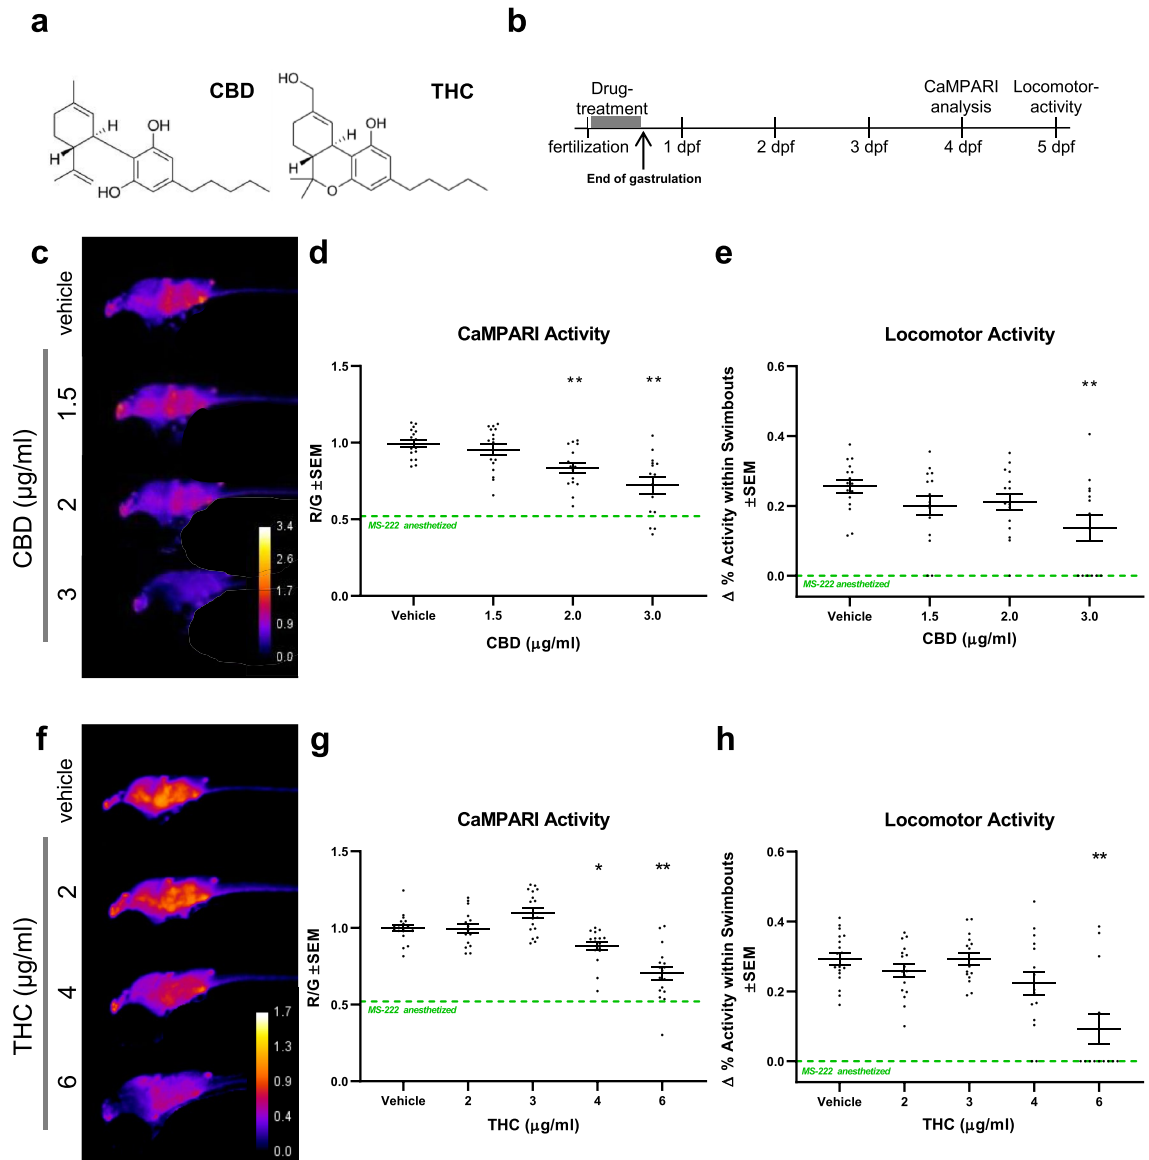 a
b
HO
CBD
THC
H
OH
H
HO
H
OH
H
O
Drug-
treatment
CaMPARI
analysis
Locomotor-
activity
fertilization
1 dpf
2 dpf
3 dpf
4 dpf
5 dpf
End of gastrulation
c
vehicle
1.5
2
3
CBD (µg/ml)
3.4
2.6
1.7
0.9
0.0
d
CaMPARI Activity
R/G ±SEM
1.5
1.0
0.5
0.0
**
**
MS-222 anesthetized
Vehicle
1.5
2.0
3.0
CBD (µg/ml)
e
Locomotor Activity
Δ % Activity within Swimbouts
±SEM
0.6
0.4
0.2
0.0
**
MS-222 anesthetized
Vehicle
1.5
2.0
3.0
CBD (µg/ml)
f
vehicle
2
4
6
THC (µg/ml)
1.7
1.3
0.9
0.4
0.0
g
CaMPARI Activity
R/G ±SEM
1.5
1.0
0.5
0.0
*
**
MS-222 anesthetized
Vehicle
2
3
4
6
THC (µg/ml)
h
Locomotor Activity
Δ % Activity within Swimbouts
±SEM
0.6
0.4
0.2
0.0
**
MS-222 anesthetized
Vehicle
2
3
4
6
THC (µg/ml)